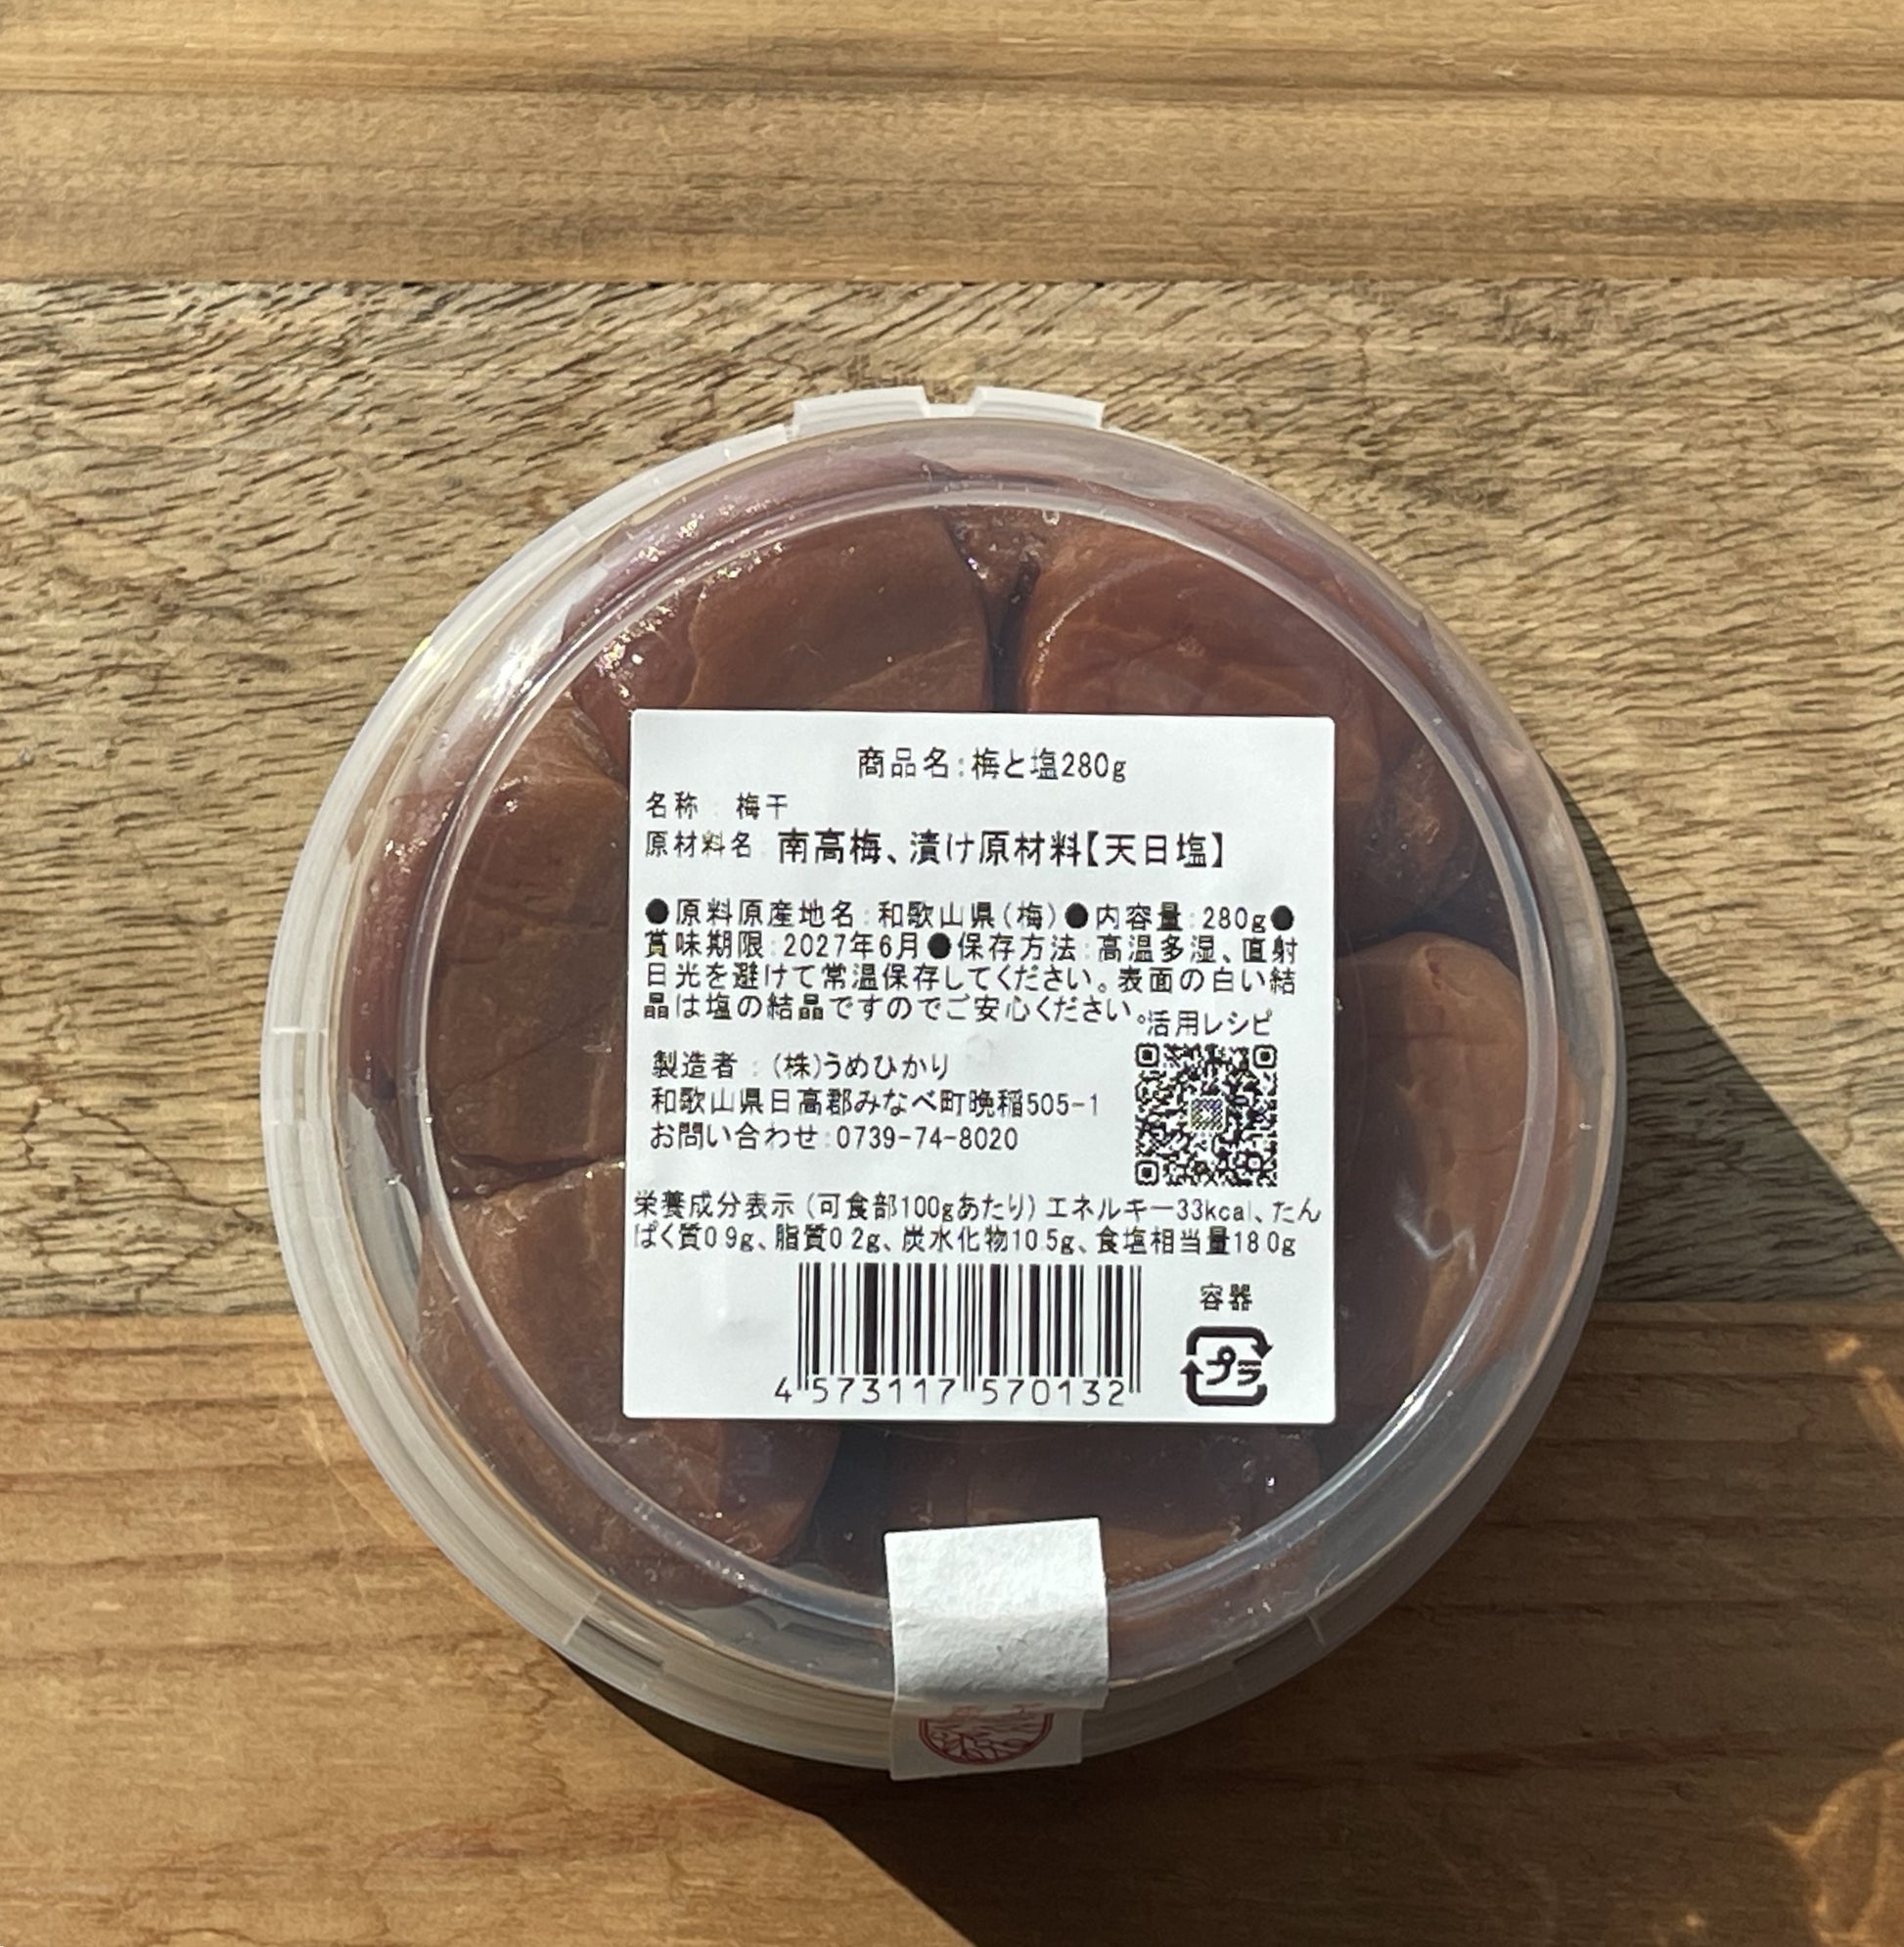 商品名:梅と塩280g
名称:梅干
原材料名:南高梅、漬け原材料【天日塩】
●原料原産地名:和歌山県(梅)●内容量:280g●
賞味期限:2027年6月●保存方法:高温多湿、直射
日光を避けて常温保存してください。表面の白い結
晶は塩の結晶ですのでご安心ください。
活用レシピ
製造者:(株)うめひかり
和歌山県日高郡みなべ町晩稲505-1
お問い合わせ:0739-74-8020
栄養成分表示(可食部100gあたり)エネルギー33kcal、たん
ぱく質0.9g、脂質0.2g、炭水化物10.5g、食塩相当量18.0g
容器
プラ
4573117570132